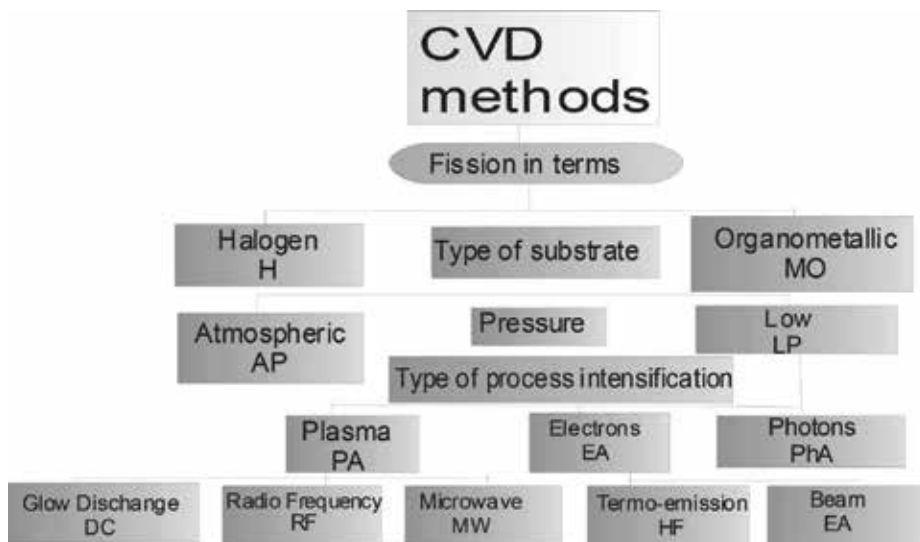 CVD
methods
Fission in terms
Halogen
H
Type of substrate
Organometallic
MO
Atmospheric
AP
Pressure
Low
LP
Type of process intensification
Plasma
PA
Electrons
EA
Photons
PhA
Glow Dischange
DC
Radio Frequency
RF
Microwave
MW
Termo-emission
HF
Beam
EA